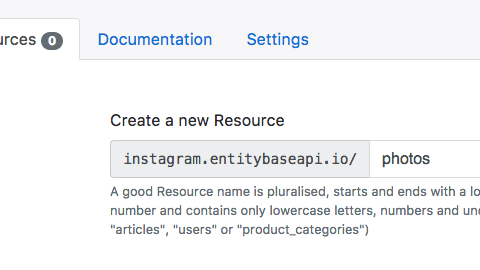 urces 0 Documentation Settings
Create a new Resource
instagram.entitybaseapi.io/ photos
A good Resource name is pluralised, starts and ends with a lo
number and contains only lowercase letters, numbers and und
"articles", "users" or "product_categories")